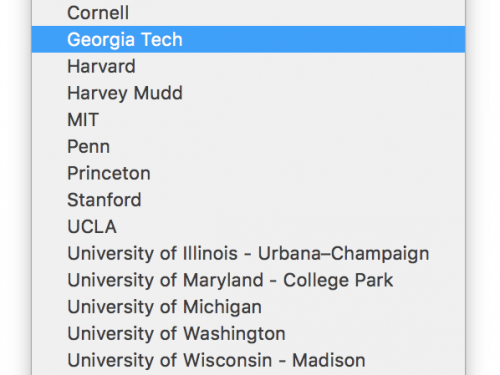 Cornell
Georgia Tech
Harvard
Harvey Mudd
MIT
Penn
Princeton
Stanford
UCLA
University of Illinois - Urbana–Champaign
University of Maryland - College Park
University of Michigan
University of Washington
University of Wisconsin - Madison